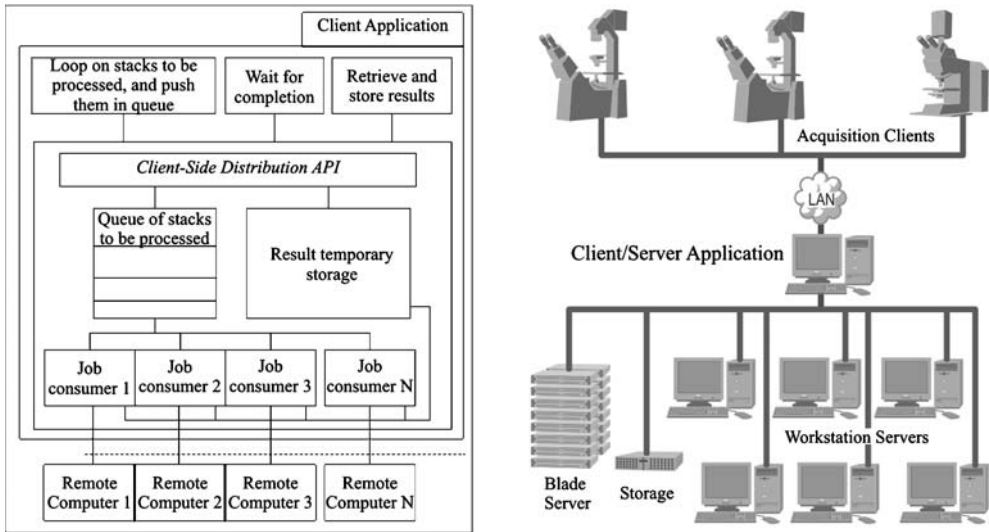 Client Application
Loop on stacks to be
processed, and push
them in queue
Wait for
completion
Retrieve and
store results
Client-Side Distribution API
Queue of stacks
to be processed
Result temporary
storage
Job
consumer 1
Job
consumer 2
Job
consumer 3
Job
consumer N
Remote
Computer 1
Remote
Computer 2
Remote
Computer 3
Remote
Computer N
Acquisition Clients
LAN
Client/Server Application
Workstation Servers
Blade
Server
Storage